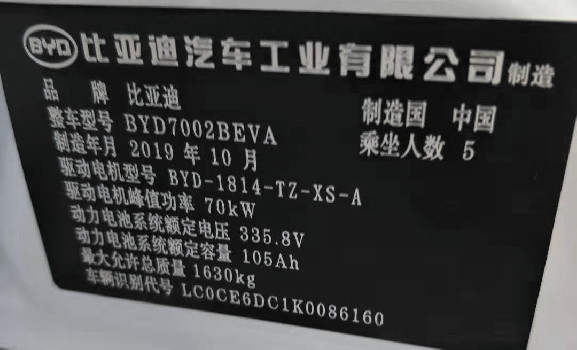 BYD 比亚迪汽车工业有限公司制造
品 牌 比亚迪 制造国 中国
整车型号 BYD7002BEVA 乘坐人数 5
制造年月 2019 年 10 月
驱动电机型号 BYD-1814-TZ-XS-A
驱动电机峰值功率 70kW
动力电池系统额定电压 335.8V
动力电池系统额定容量 105Ah
最大允许总质量 1630kg
车辆识别代号 LC0CE6DC1K0086160